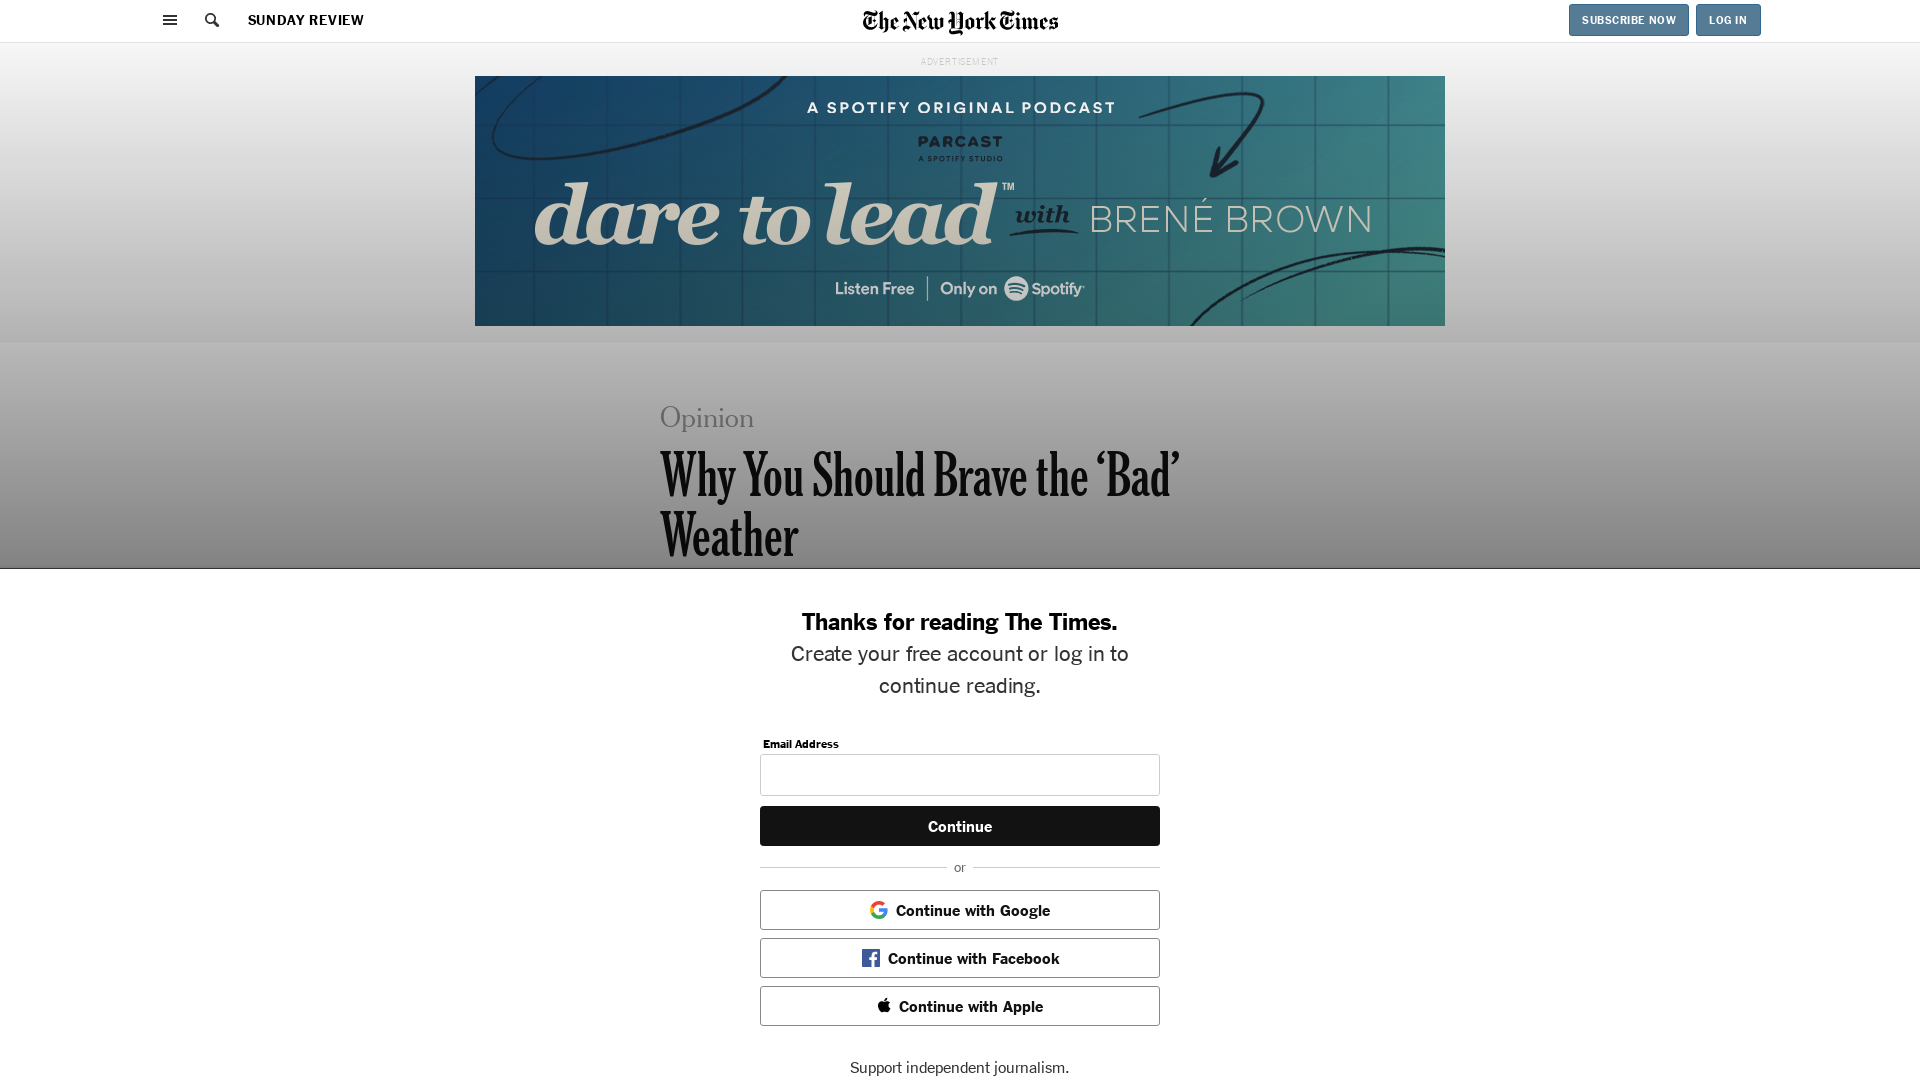 SUNDAY REVIEW
The New York Times
SUBSCRIBE NOW
LOG IN
ADVERTISEMENT
A SPOTIFY ORIGINAL PODCAST
PARCAST
A SPOTIFY STUDIO
dare to lead™ with BRENÉ BROWN
Listen Free | Only on Spotify
Opinion
Why You Should Brave the ‘Bad’
Weather
Thanks for reading The Times.
Create your free account or log in to
continue reading.
Email Address
Continue
or
Continue with Google
Continue with Facebook
Continue with Apple
Support independent journalism.